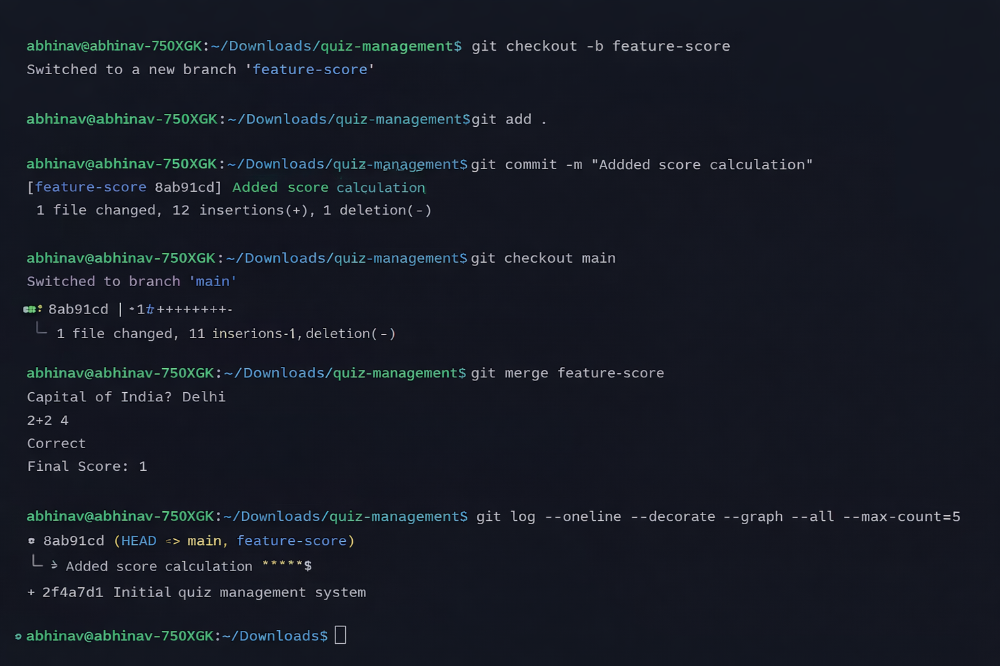 abhinav@abhinav-750XGK:~/Downloads/quiz-management$ git checkout -b feature-score
Switched to a new branch 'feature-score'
abhinav@abhinav-750XGK:~/Downloads/quiz-management$git add .
abhinav@abhinav-750XGK:~/Downloads/quiz-management$git commit -m "Addded score calculation"
[feature-score 8ab91cd] Added score calculation
1 file changed, 12 insertions(+), 1 deletion(-)
abhinav@abhinav-750XGK:~/Downloads/quiz-management$git checkout main
Switched to branch 'main'
8ab91cd | ++++++++-
1 file changed, 11 inserions-1,deletion(-)
abhinav@abhinav-750XGK:~/Downloads/quiz-management$ git merge feature-score
Capital of India? Delhi
2+2 4
Correct
Final Score: 1
abhinav@abhinav-750XGK:~/Downloads/quiz-management$ git log --oneline --decorate --graph --all --max-count=5
8ab91cd (HEAD <> main, feature-score)
Added score calculation *****$
+ 2f4a7d1 Initial quiz management system
abhinav@abhinav-750XGK:~/Downloads$